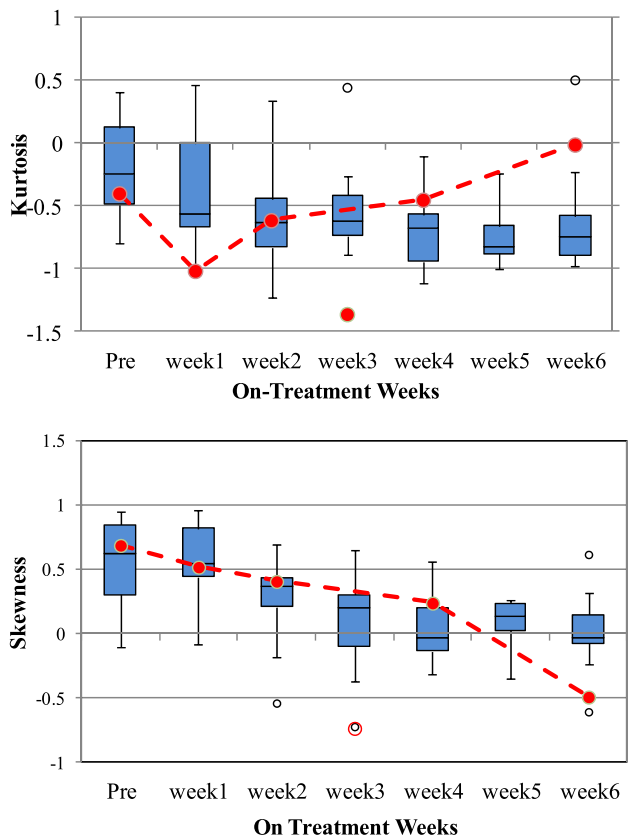 1
0.5
0
-0.5
-1
-1.5
Kurtosis
Pre week1 week2 week3 week4 week5 week6
On-Treatment Weeks
1.5
1
0.5
0
-0.5
-1
Skewness
Pre week1 week2 week3 week4 week5 week6
On Treatment Weeks